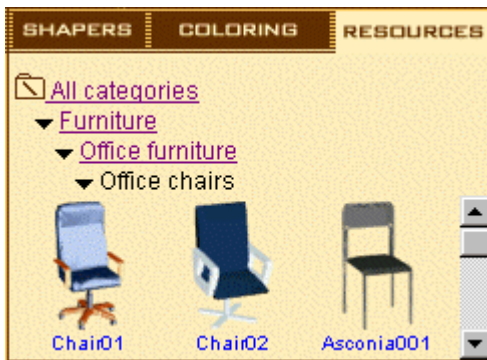 SHAPERS COLORING RESOURCES
All categories
Furniture
Office furniture
Office chairs
Chair01 Chair02 Asconia001